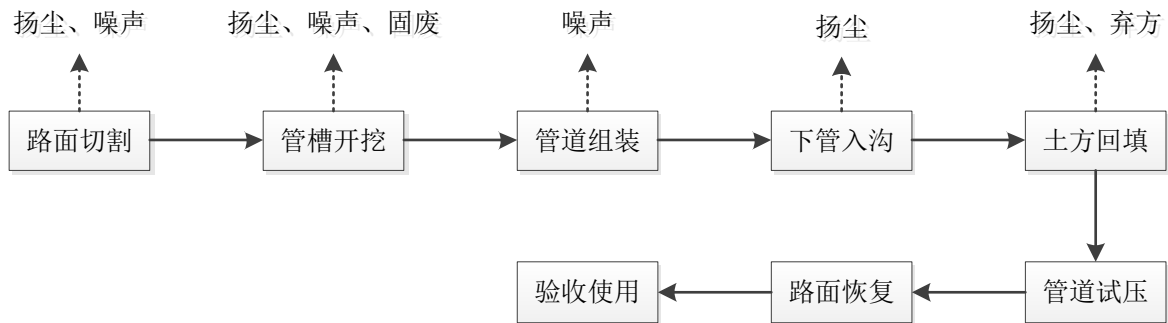 扬尘、噪声
扬尘、噪声、固废
噪声
扬尘
扬尘、弃方
路面切割
管槽开挖
管道组装
下管入沟
土方回填
验收使用
路面恢复
管道试压